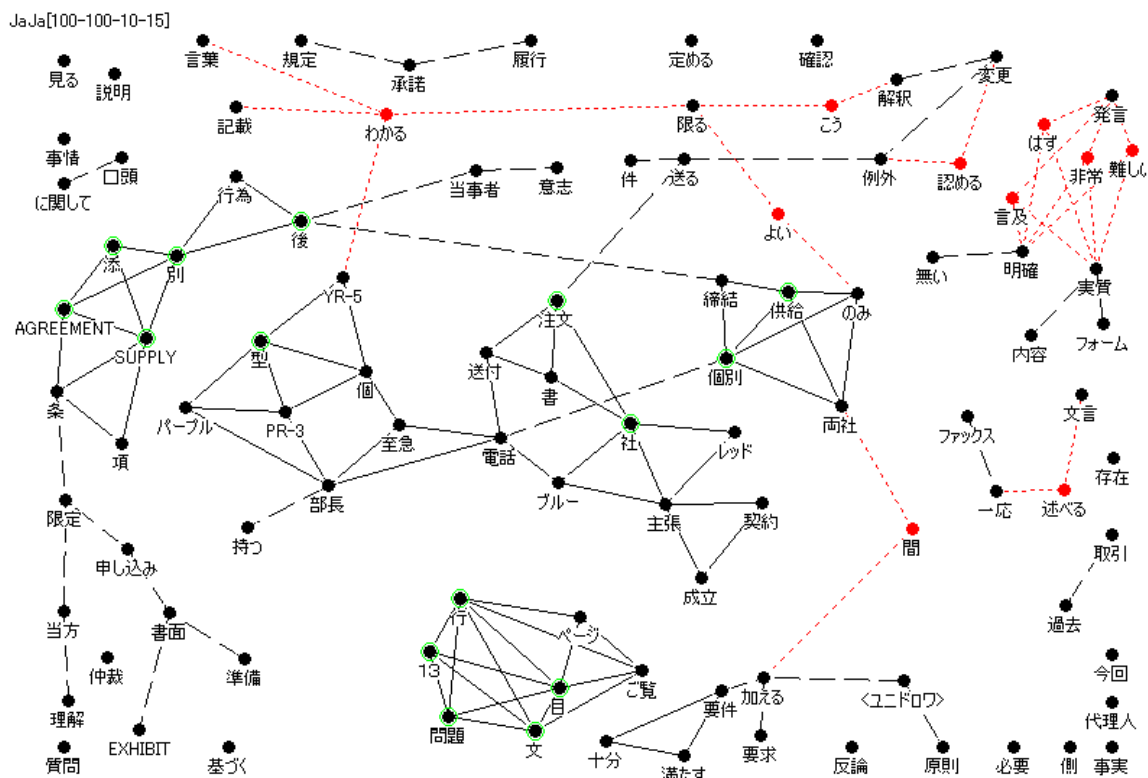 JaJa[100-100-10-15]
言葉
規定
承諾
履行
定める
確認
見る
説明
解釈
変更
記載
わかる
限る
こう
発言
はず
非常
難しい
事情
口頭
に関して
行為
当事者
意志
件
送る
例外
認める
言及
後
よい
無い
明確
添
別
YR-5
締結
供給
のみ
実質
AGREEMENT
SUPPLY
型
注文
個別
内容
フォーム
送付
書
個
条
パープル
PR-3
至急
両社
文言
項
電話
社
レッド
ファックス
存在
部長
ブルー
主張
契約
一応
述べる
限定
持つ
間
取引
申し込み
成立
当方
書面
行
ページ
過去
仲裁
準備
13
目
ご覧
今回
理解
EXHIBIT
問題
文
要件
加える
<ユニドロワ>
代理人
質問
基づく
十分
満たす
要求
反論
原則
必要
側
事実